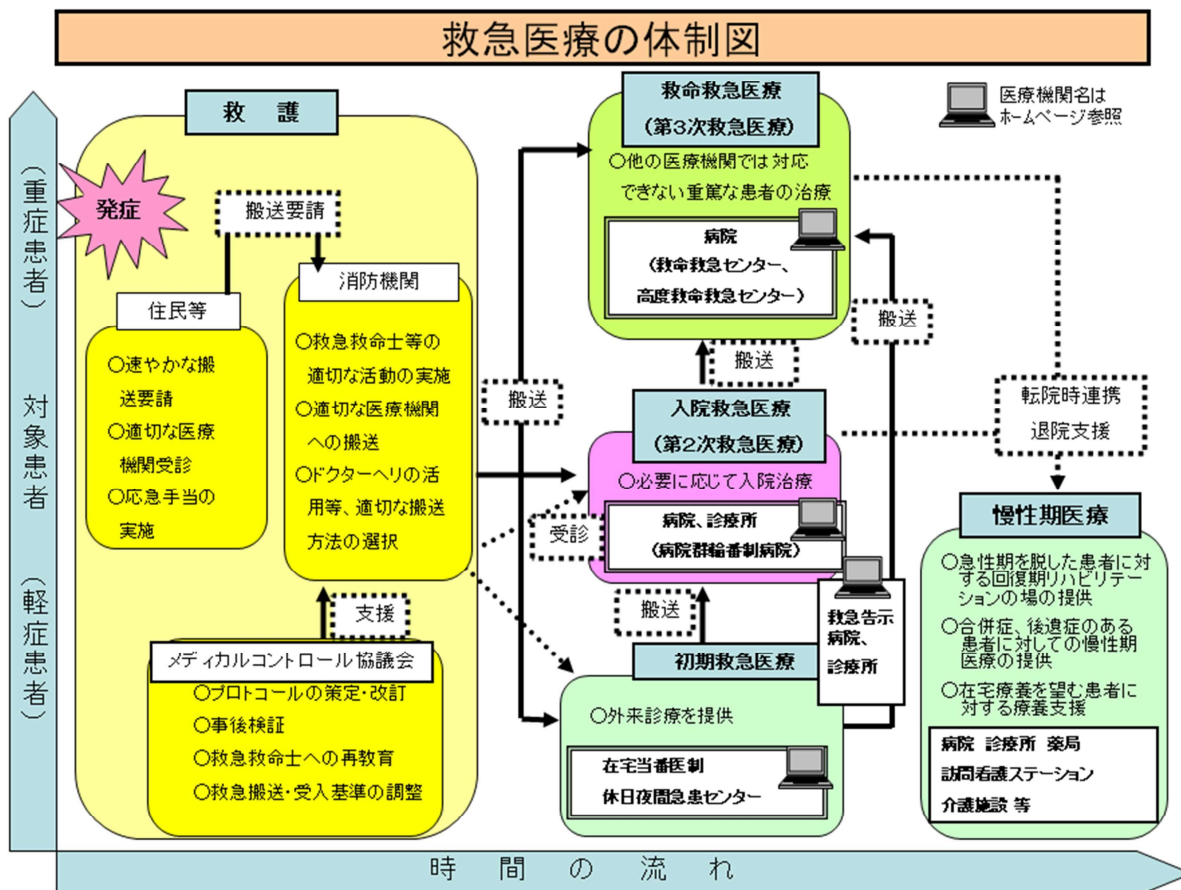 救急医療の体制図
医療機関名は
ホームページ参照
(重症患者)
対象患者
(軽症患者)
時間の流れ
救護
発症
搬送要請
住民等
○速やかな搬
送要請
○適切な医療
機関受診
○応急手当の
実施
消防機関
○救急救命士等の
適切な活動の実施
○適切な医療機関
への搬送
○ドクターヘリの活
用等、適切な搬送
方法の選択
支援
メディカルコントロール協議会
○プロトコールの策定・改訂
○事後検証
○救急救命士への再教育
○救急搬送・受入基準の調整
搬送
受診
救命救急医療
(第3次救急医療)
○他の医療機関では対応
できない重篤な患者の治療
病院
(救命救急センター、
高度救命救急センター)
搬送
搬送
入院救急医療
(第2次救急医療)
○必要に応じて入院治療
病院、診療所
(病院群輪番制病院)
搬送
救急告示
病院、
診療所
初期救急医療
○外来診療を提供
在宅当番医制
休日夜間急患センター
転院時連携
退院支援
慢性期医療
○急性期を脱した患者に対
する回復期リハビリテー
ションの場の提供
○合併症、後遺症のある
患者に対しての慢性期
医療の提供
○在宅療養を望む患者に
対する療養支援
病院 診療所 薬局
訪問看護ステーション
介護施設 等